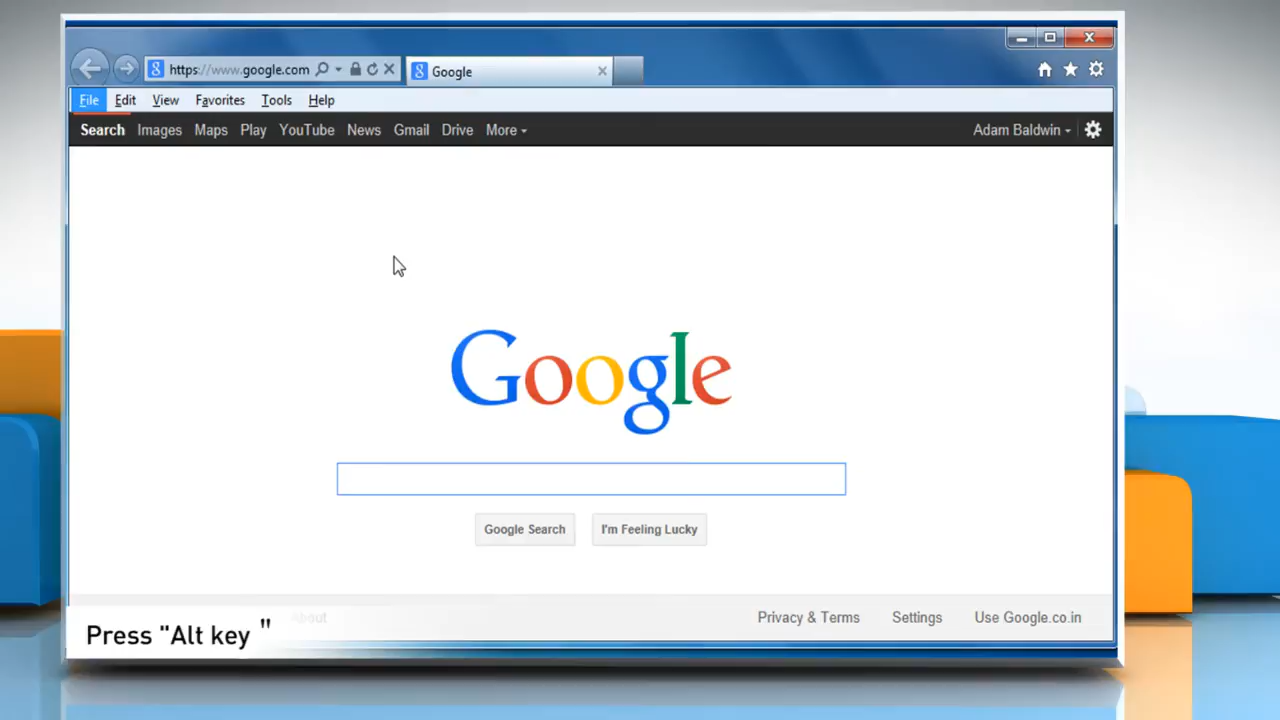 https://www.google.com
Google
File Edit View Favorites Tools Help
Search Images Maps Play YouTube News Gmail Drive More
Adam Baldwin
Google
Google Search I'm Feeling Lucky
About Privacy & Terms Settings Use Google.co.in
Press "Alt key "